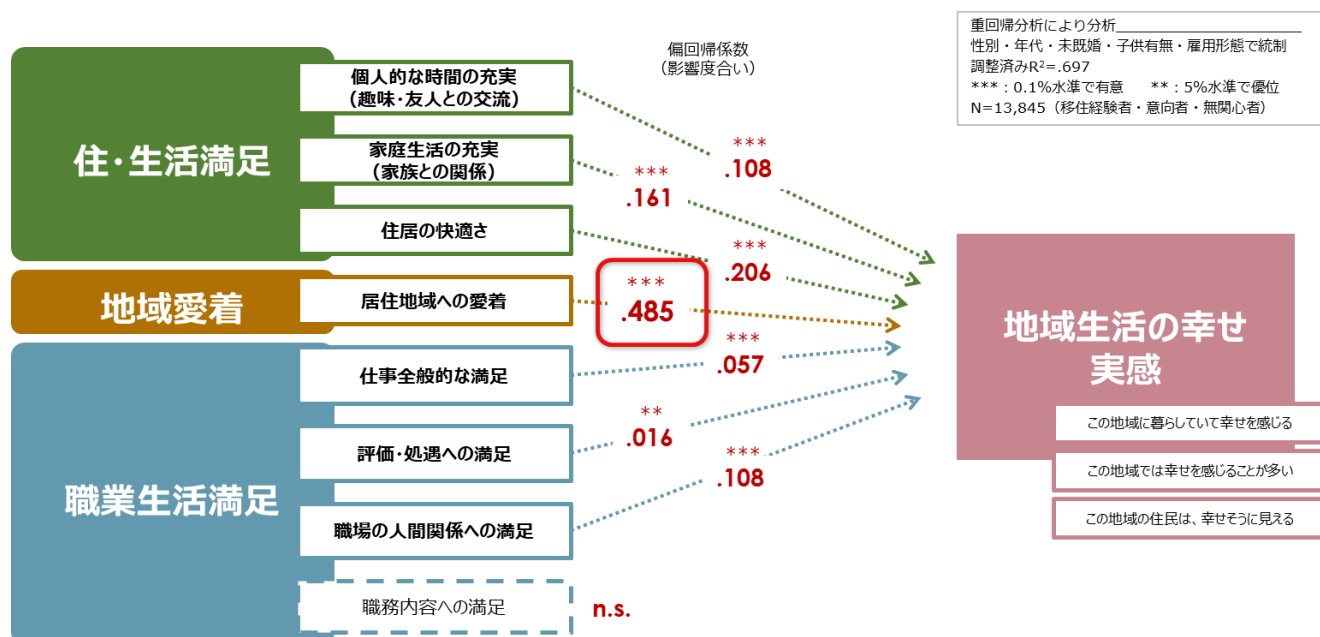 重回帰分析により分析
性別・年代・未既婚・子供有無・雇用形態で統制
調整済みR²=.697
***：0.1%水準で有意　**：5%水準で優位
N=13,845（移住経験者・意向者・無関心者）
偏回帰係数
（影響度合い）
住・生活満足
個人的な時間の充実
(趣味・友人との交流)
***
.108
家庭生活の充実
(家族との関係)
***
.161
住居の快適さ
***
.206
地域愛着
居住地域への愛着
***
.485
職業生活満足
仕事全般的な満足
***
.057
評価・処遇への満足
**
.016
職場の人間関係への満足
***
.108
職務内容への満足
n.s.
地域生活の幸せ
実感
この地域に暮らしていて幸せを感じる
この地域では幸せを感じることが多い
この地域の住民は、幸せそうに見える